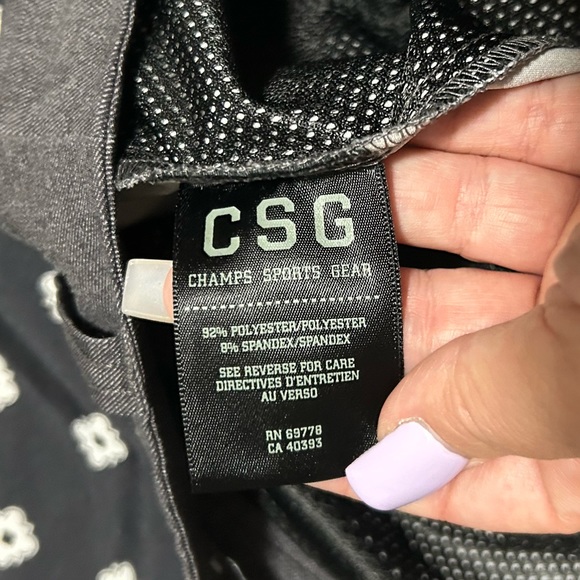 CSG
CHAMPS SPORTS GEAR
92% POLYESTER/POLYESTER
8% SPANDEX/SPANDEX
SEE REVERSE FOR CARE
DIRECTIVES D'ENTRETIEN
AU VERSO
RN 69778
CA 40393